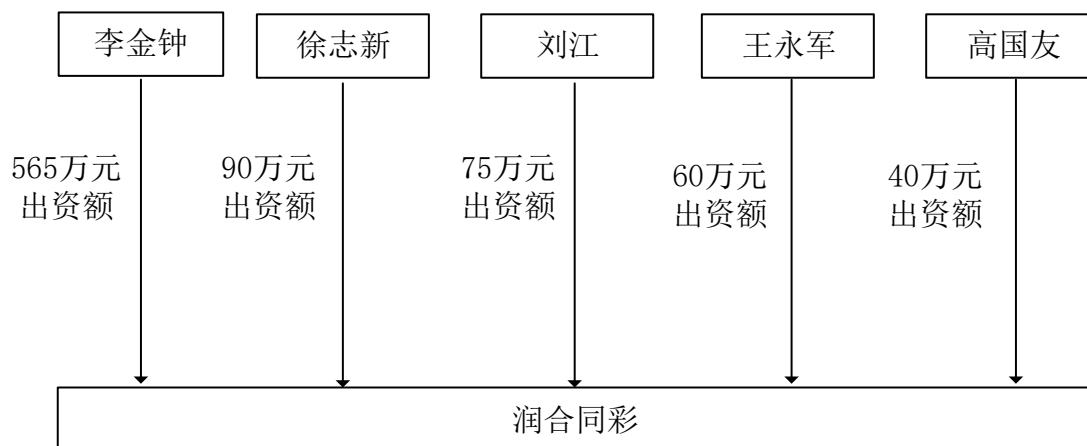 李金钟
徐志新
刘江
王永军
高国友
565万元
出资额
90万元
出资额
75万元
出资额
60万元
出资额
40万元
出资额
润合同彩